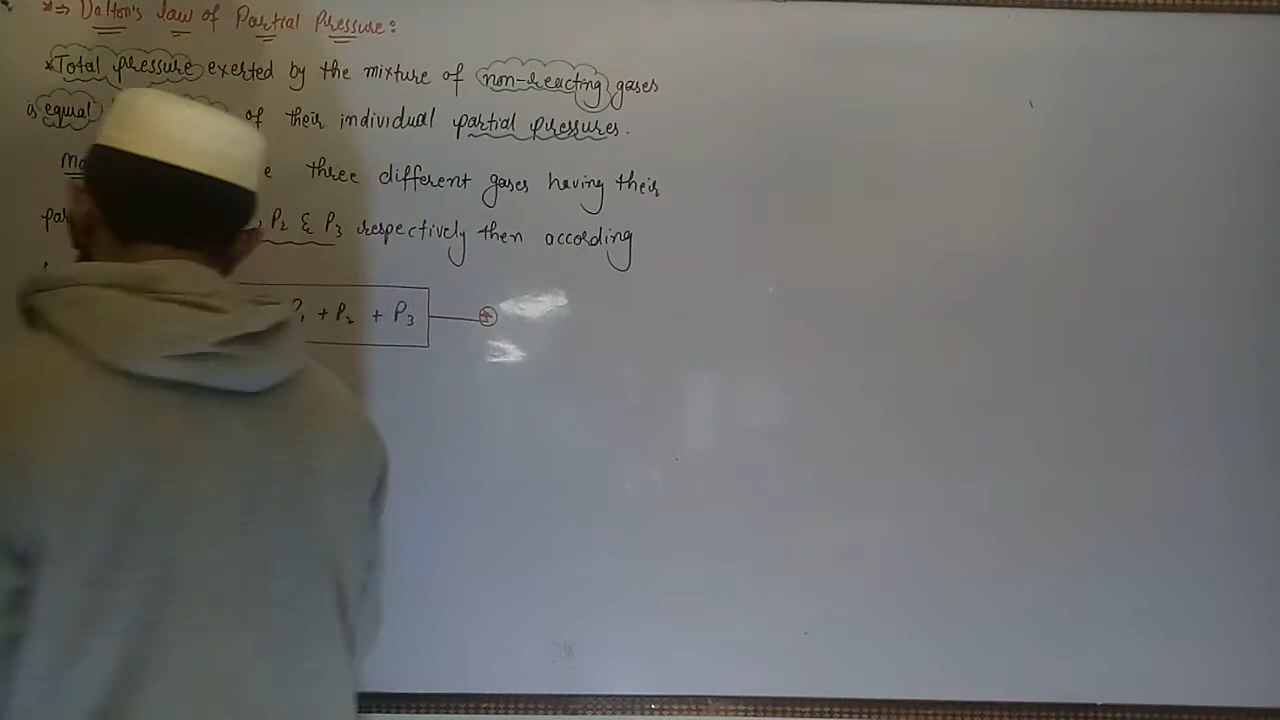 *⇒ Dalton's law of Partial Pressure:
*Total pressure exerted by the mixture of non-reacting gases
is equal of their individual partial pressures.
three different gases having their
P₂ & P₃ respectively then according
P₁ + P₂ + P₃